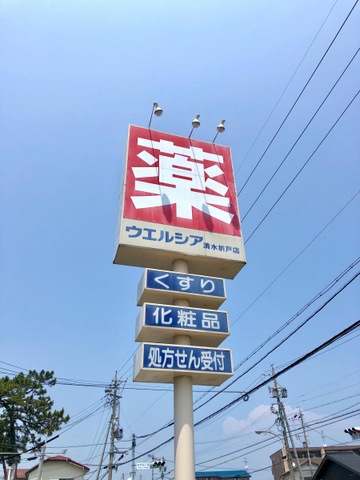 薬
ウエルシア 清水折戸店
くすり
化粧品
処方せん受付